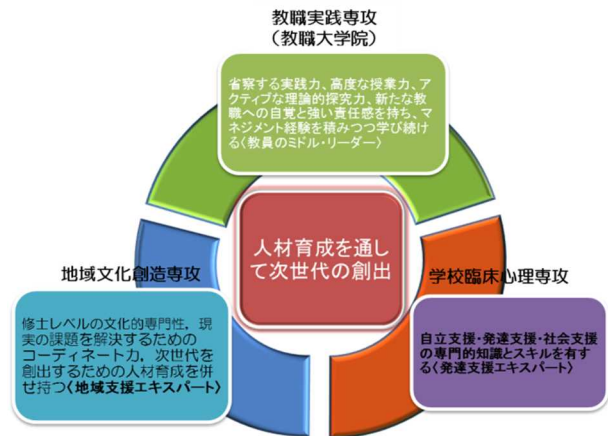 教職実践専攻
（教職大学院）
省察する実践力、高度な授業力、ア
クティブな理論的探究力、新たな教
職への自覚と強い責任感を持ち、マ
ネジメント経験を積みつつ学び続け
る〈教員のミドル・リーダー〉
人材育成を通し
て次世代の創出
地域文化創造専攻
修士レベルの文化的専門性，現
実の課題を解決するための
コーディネート力，次世代を
創出するための人材育成を併
せ持つ〈地域支援エキスパート〉
学校臨床心理専攻
自立支援・発達支援・社会支援
の専門的知識とスキルを有す
る〈発達支援エキスパート〉